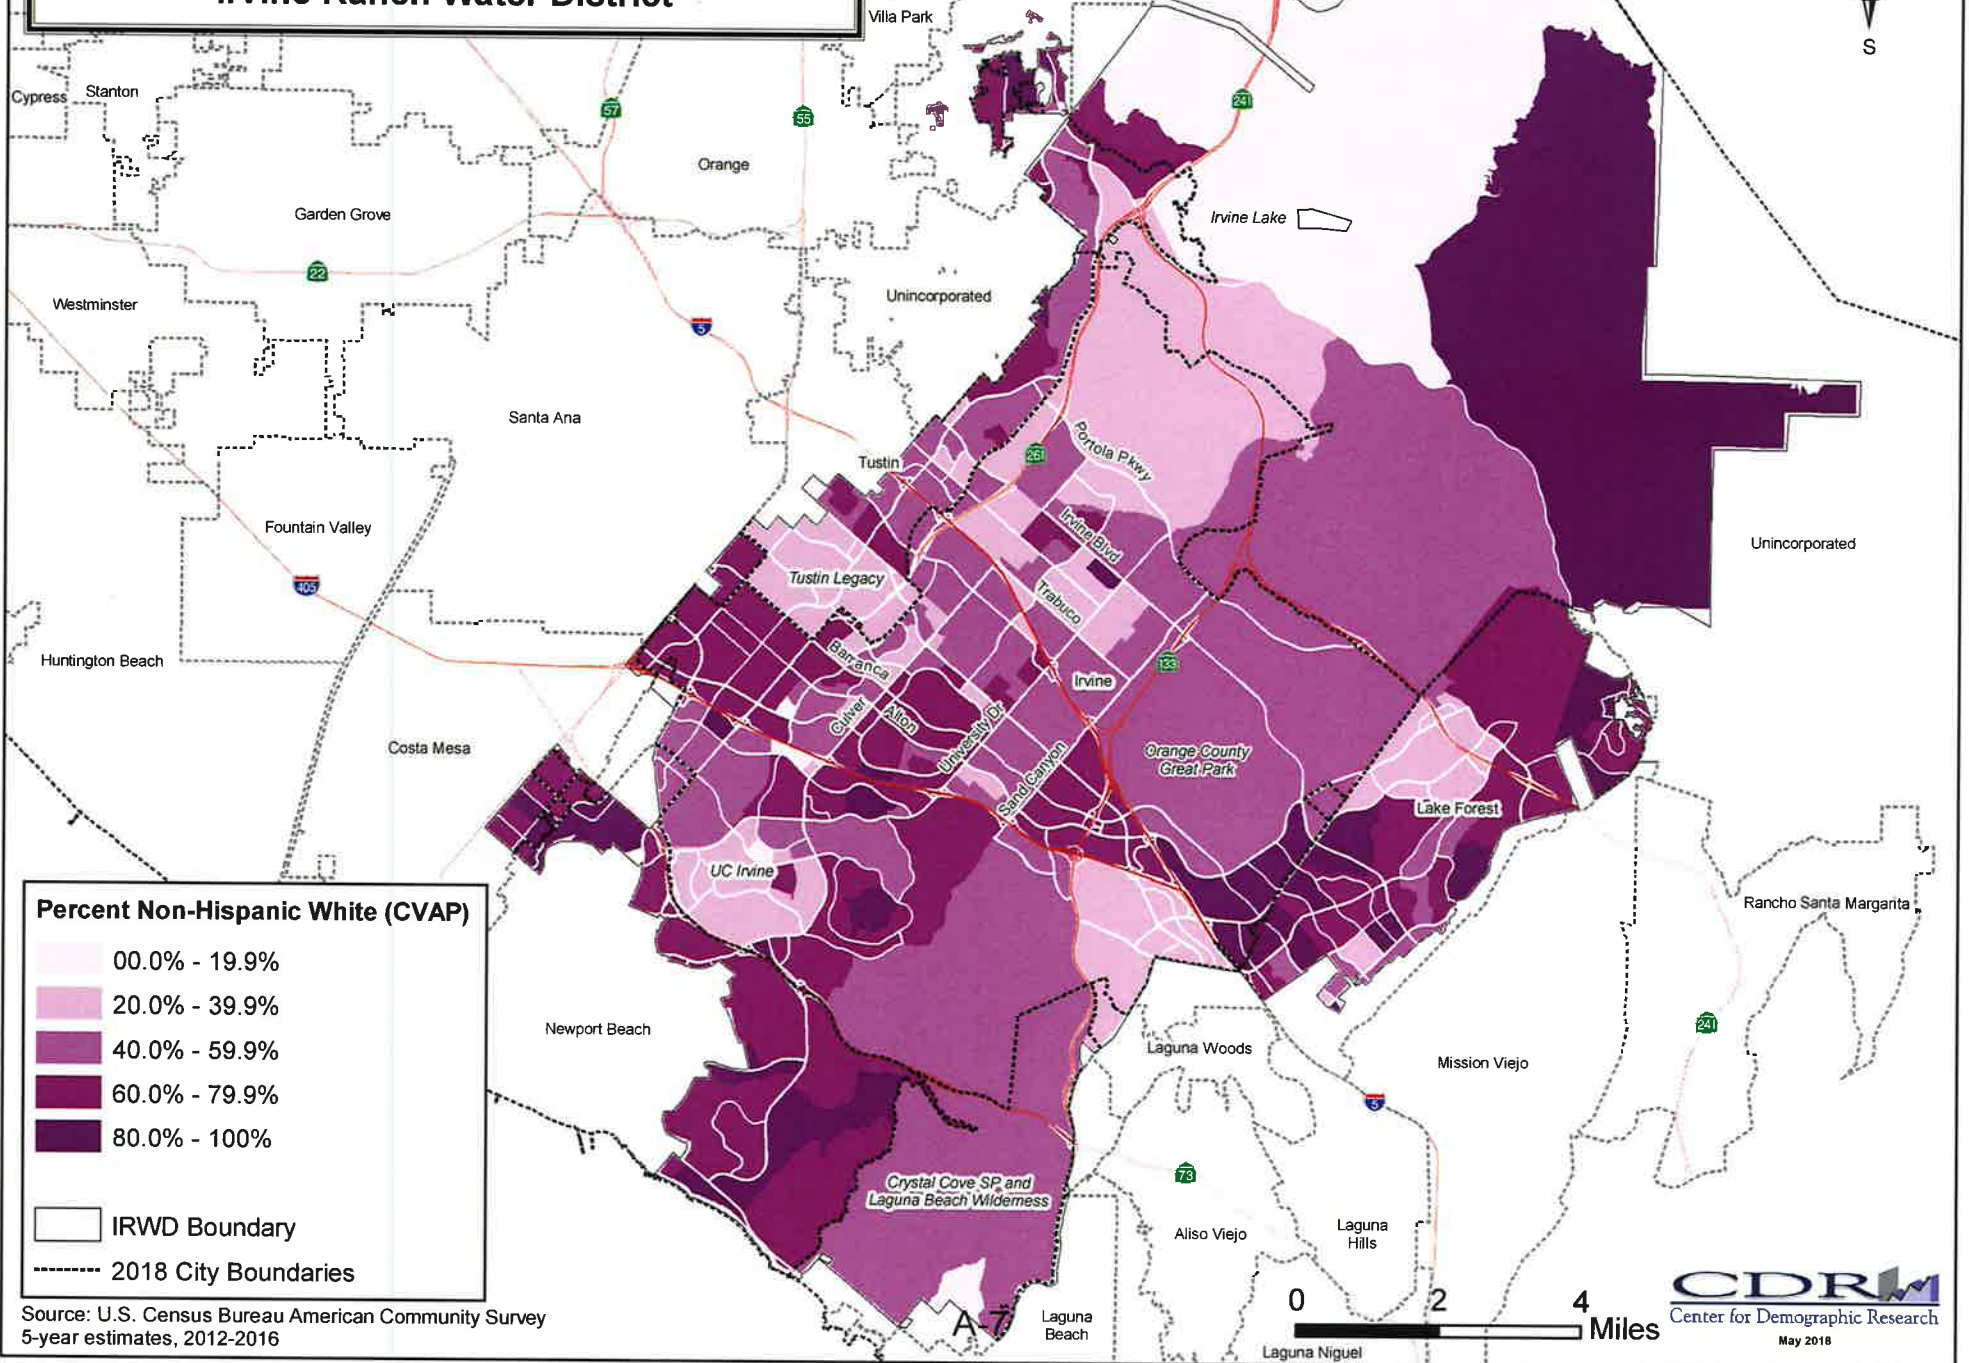 Irvine Ranch Water District
S
Villa Park
Cypress
Stanton
57
55
241
Orange
Garden Grove
Irvine Lake
22
Westminster
Unincorporated
5
Santa Ana
Tustin
261
Portola Pkwy
Fountain Valley
Irvine Blvd
Unincorporated
405
Tustin Legacy
Trabuco
Huntington Beach
Barranca
133
Irvine
Culver
Alton
University Dr
Costa Mesa
Sand Canyon
Orange County
Great Park
Lake Forest
UC Irvine
Rancho Santa Margarita
Newport Beach
241
Laguna Woods
Mission Viejo
5
73
Crystal Cove SP and
Laguna Beach Wilderness
Aliso Viejo
Laguna
Hills
A-7
Laguna
Beach
Laguna Niguel
Percent Non-Hispanic White (CVAP)
00.0% - 19.9%
20.0% - 39.9%
40.0% - 59.9%
60.0% - 79.9%
80.0% - 100%
IRWD Boundary
2018 City Boundaries
Source: U.S. Census Bureau American Community Survey
5-year estimates, 2012-2016
0 2 4
Miles
CDR
Center for Demographic Research
May 2018